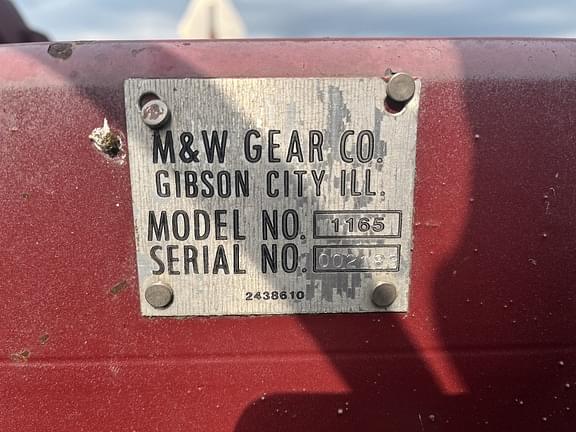 M&W GEAR CO.
GIBSON CITY ILL.
MODEL NO. 1165
SERIAL NO.
2438610